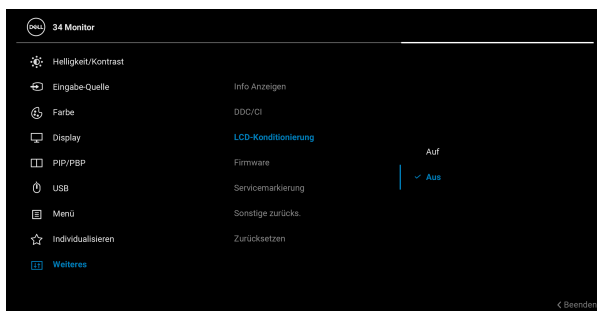 DELL 34 Monitor
Helligkeit/Kontrast
Eingabe-Quelle
Farbe
Display
PIP/PBP
USB
Menü
Individualisieren
Weiteres
Info Anzeigen
DDC/CI
LCD-Konditionierung
Firmware
Servicemarkierung
Sonstige zurücks.
Zurücksetzen
Auf
Aus
Beenden